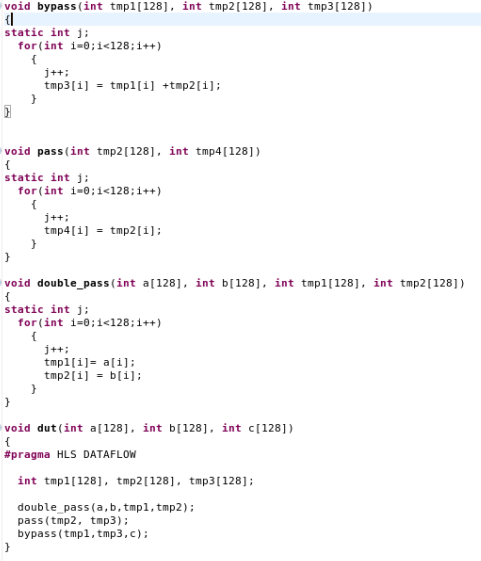 void bypass(int tmp1[128], int tmp2[128], int tmp3[128])
{
static int j;
  for(int i=0;i<128;i++)
    {
      j++;
      tmp3[i] = tmp1[i] +tmp2[i];
    }
}
void pass(int tmp2[128], int tmp4[128])
{
static int j;
  for(int i=0;i<128;i++)
    {
      j++;
      tmp4[i] = tmp2[i];
    }
}
void double_pass(int a[128], int b[128], int tmp1[128], int tmp2[128])
{
static int j;
  for(int i=0;i<128;i++)
    {
      j++;
      tmp1[i]= a[i];
      tmp2[i] = b[i];
    }
}
void dut(int a[128], int b[128], int c[128])
{
#pragma HLS DATAFLOW
  int tmp1[128], tmp2[128], tmp3[128];
  double_pass(a,b,tmp1,tmp2);
  pass(tmp2, tmp3);
  bypass(tmp1,tmp3,c);
}